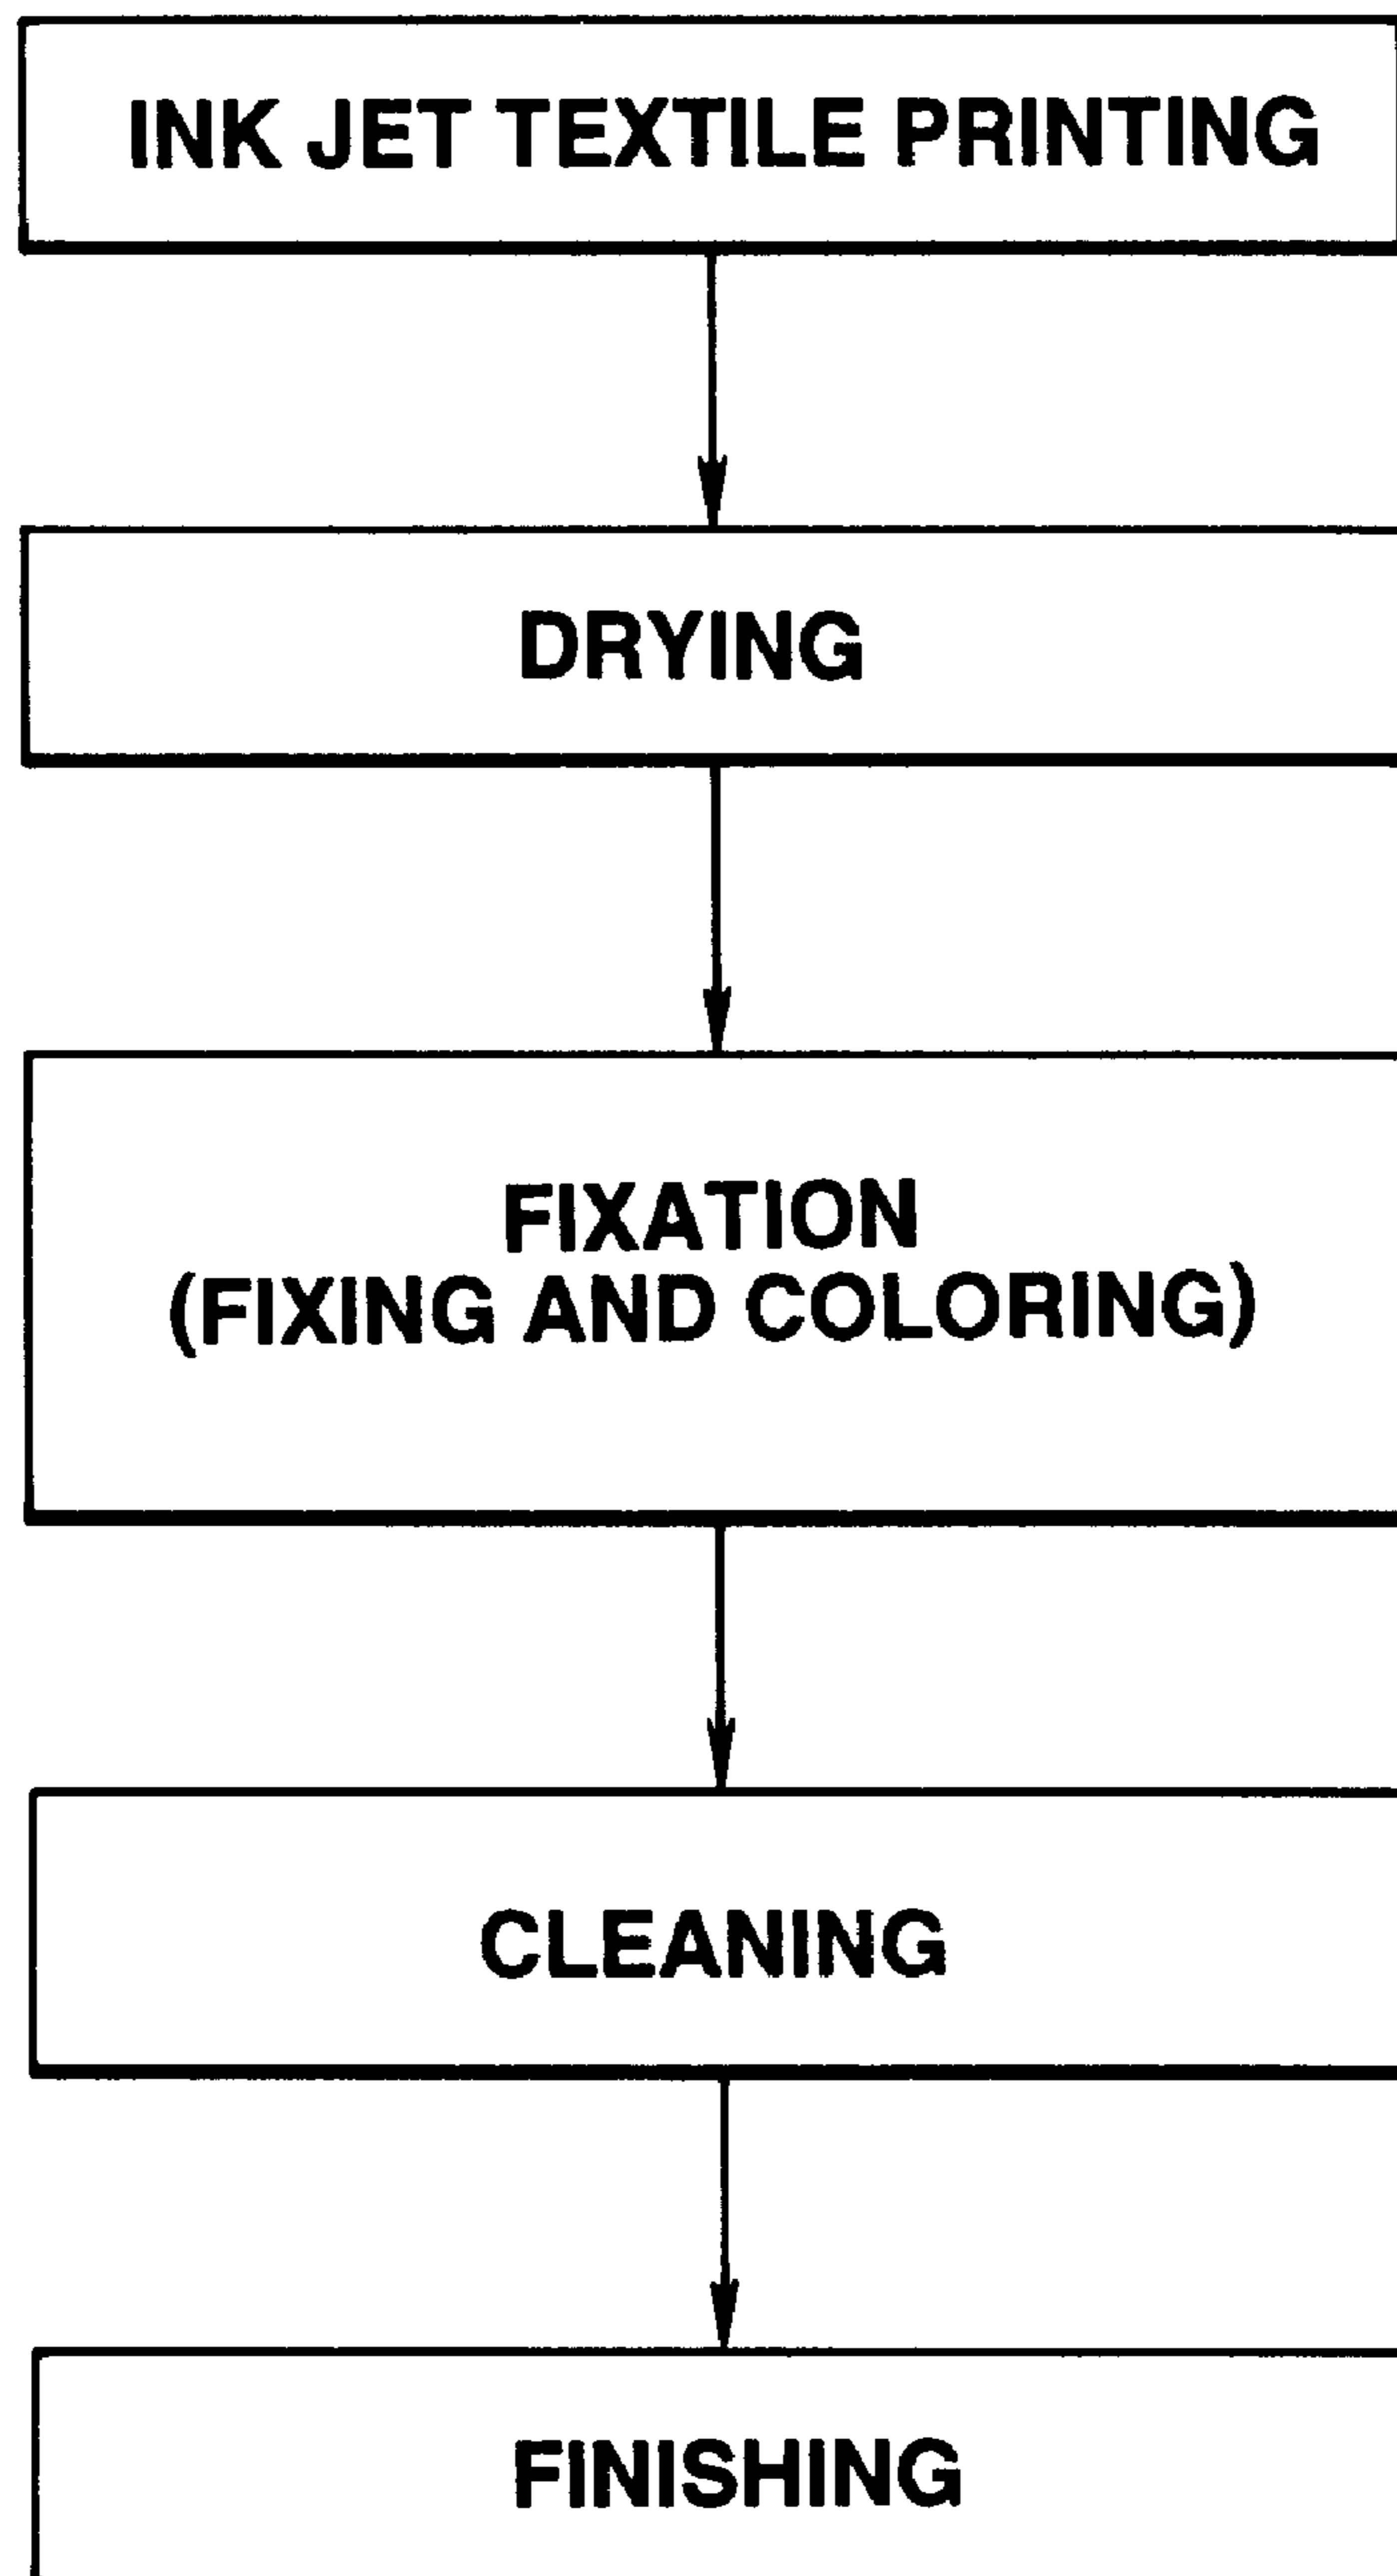 INK JET TEXTILE PRINTING
DRYING
FIXATION
(FIXING AND COLORING)
CLEANING
FINISHING